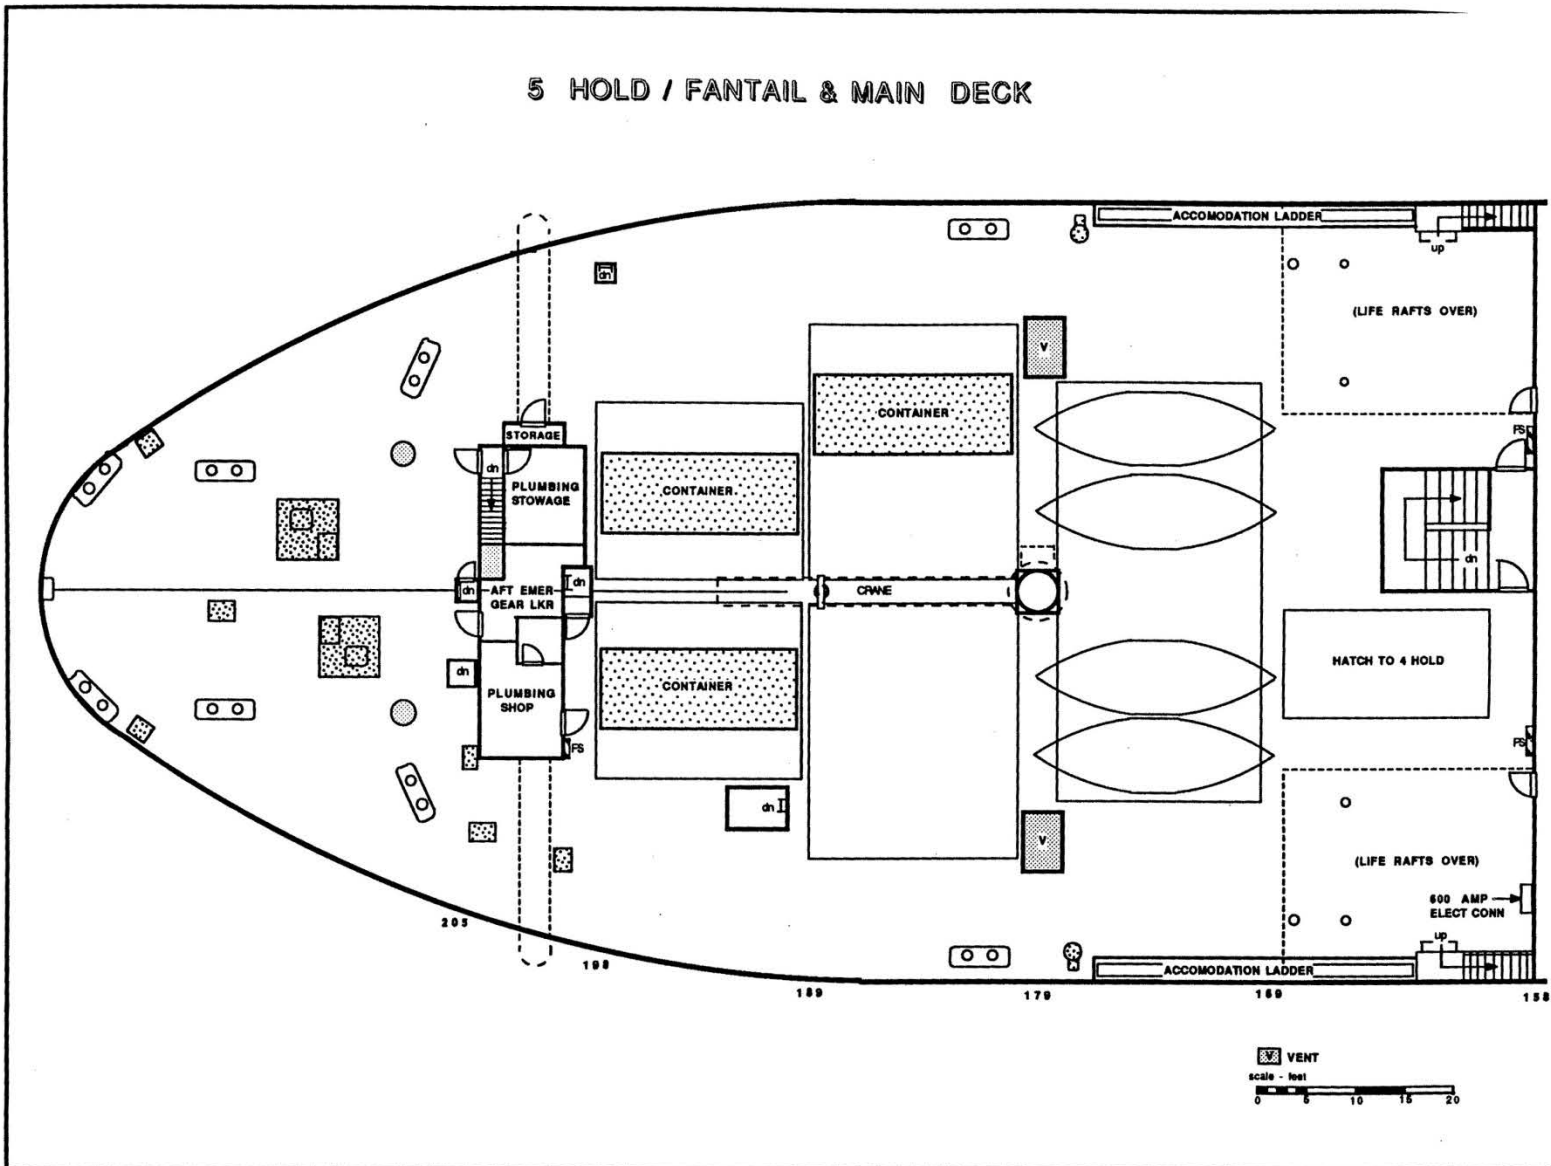 5 HOLD / FANTAIL & MAIN DECK
ACCOMODATION LADDER
up
dn
(LIFE RAFTS OVER)
V
CONTAINER
FS
STORAGE
dn
PLUMBING
STOWAGE
CONTAINER
dn
dn
AFT EMER
GEAR LKR
dn
CRANE
HATCH TO 4 HOLD
dn
PLUMBING
SHOP
CONTAINER
FS
FS
dn
V
(LIFE RAFTS OVER)
600 AMP
ELECT CONN
up
ACCOMODATION LADDER
205
198
189
179
169
158
V VENT
scale - feet
0 5 10 15 20